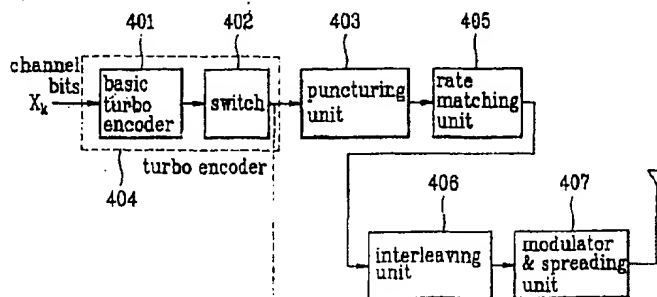 401
402
403
405
channel
bits
Xk
basic
turbo
encoder
switch
puncturing
unit
rate
matching
unit
turbo encoder
404
406
407
interleaving
unit
modulator
& spreading
unit